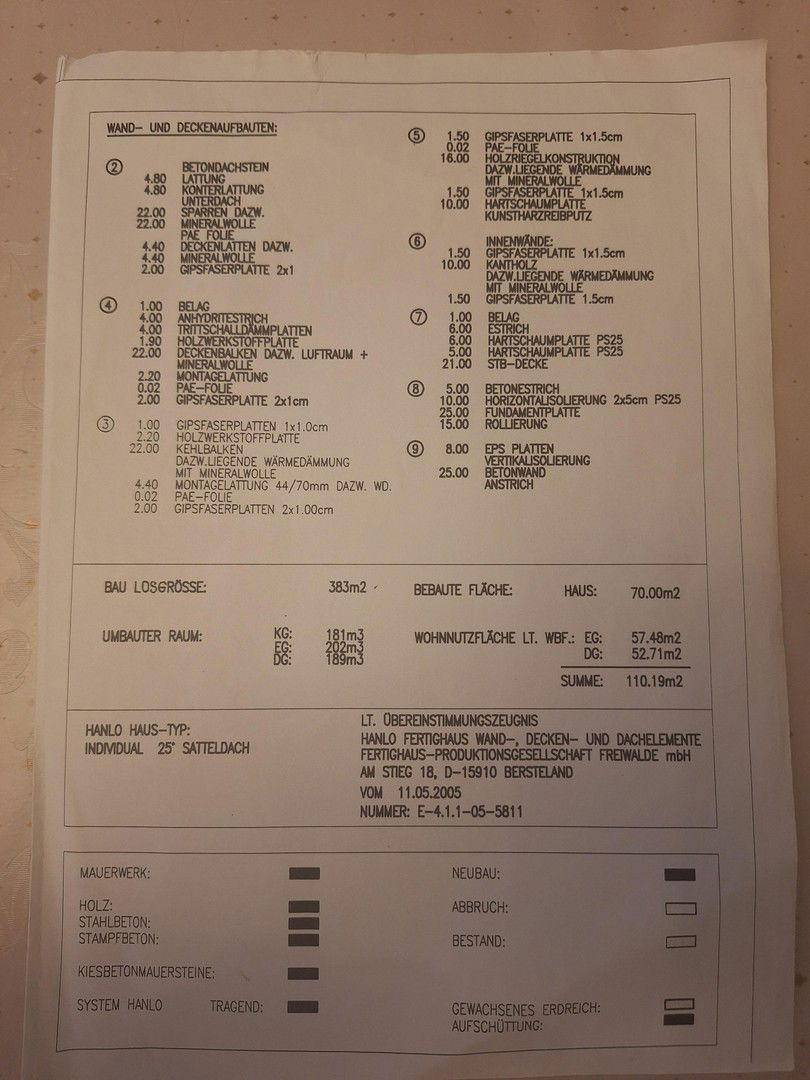 WAND- UND DECKENAUFBAUTEN:
② BETONDACHSTEIN
4.80 LATTUNG
4.80 KONTERLATTUNG
UNTERDACH
22.00 SPARREN DAZW.
22.00 MINERALWOLLE
PAE FOLIE
4.40 DECKENLATTEN DAZW.
4.40 MINERALWOLLE
2.00 GIPSFASERPLATTE 2x1
④ 1.00 BELAG
4.00 ANHYDRITESTRICH
4.00 TRITTSCHALLDÄMMPLATTEN
1.90 HOLZWERKSTOFFPLATTE
22.00 DECKENBALKEN DAZW. LUFTRAUM +
MINERALWOLLE
2.20 MONTAGELATTUNG
0.02 PAE-FOLIE
2.00 GIPSFASERPLATTE 2x1cm
③ 1.00 GIPSFASERPLATTEN 1x1.0cm
2.20 HOLZWERKSTOFFPLATTE
22.00 KEHLBALKEN
DAZW.LIEGENDE WÄRMEDÄMMUNG
MIT MINERALWOLLE
4.40 MONTAGELATTUNG 44/70mm DAZW. WD.
0.02 PAE-FOLIE
2.00 GIPSFASERPLATTEN 2x1.00cm
⑤ 1.50 GIPSFASERPLATTE 1x1.5cm
0.02 PAE-FOLIE
16.00 HOLZRIEGELKONSTRUKTION
DAZW.LIEGENDE WÄRMEDÄMMUNG
MIT MINERALWOLLE
1.50 GIPSFASERPLATTE 1x1.5cm
10.00 HARTSCHAUMPLATTE
KUNSTHARZREIBPUTZ
⑥ INNENWÄNDE:
1.50 GIPSFASERPLATTE 1x1.5cm
10.00 KANTHOLZ
DAZW.LIEGENDE WÄRMEDÄMMUNG
MIT MINERALWOLLE
1.50 GIPSFASERPLATTE 1.5cm
⑦ 1.00 BELAG
6.00 ESTRICH
6.00 HARTSCHAUMPLATTE PS25
5.00 HARTSCHAUMPLATTE PS25
21.00 STB-DECKE
⑧ 5.00 BETONESTRICH
10.00 HORIZONTALISOLIERUNG 2x5cm PS25
25.00 FUNDAMENTPLATTE
15.00 ROLLIERUNG
⑨ 8.00 EPS PLATTEN
VERTIKALISOLIERUNG
25.00 BETONWAND
ANSTRICH
BAU LOSGRÖSSE: 383m2
UMBAUTER RAUM: KG: 181m3
EG: 202m3
DG: 189m3
BEBAUTE FLÄCHE: HAUS: 70.00m2
WOHNNUTZFLÄCHE LT. WBF.: EG: 57.48m2
DG: 52.71m2
SUMME: 110.19m2
HANLO HAUS-TYP:
INDIVIDUAL 25° SATTELDACH
LT. ÜBEREINSTIMMUNGSZEUGNIS
HANLO FERTIGHAUS WAND-, DECKEN- UND DACHELEMENTE
FERTIGHAUS-PRODUKTIONSGESELLSCHAFT FREIWALDE mbH
AM STIEG 18, D-15910 BERSTELAND
VOM 11.05.2005
NUMMER: E-4.1.1-05-5811
MAUERWERK:
HOLZ:
STAHLBETON:
STAMPFBETON:
KIESBETONMAUERSTEINE:
SYSTEM HANLO TRAGEND:
NEUBAU:
ABBRUCH:
BESTAND:
GEWACHSENES ERDREICH:
AUFSCHÜTTUNG: